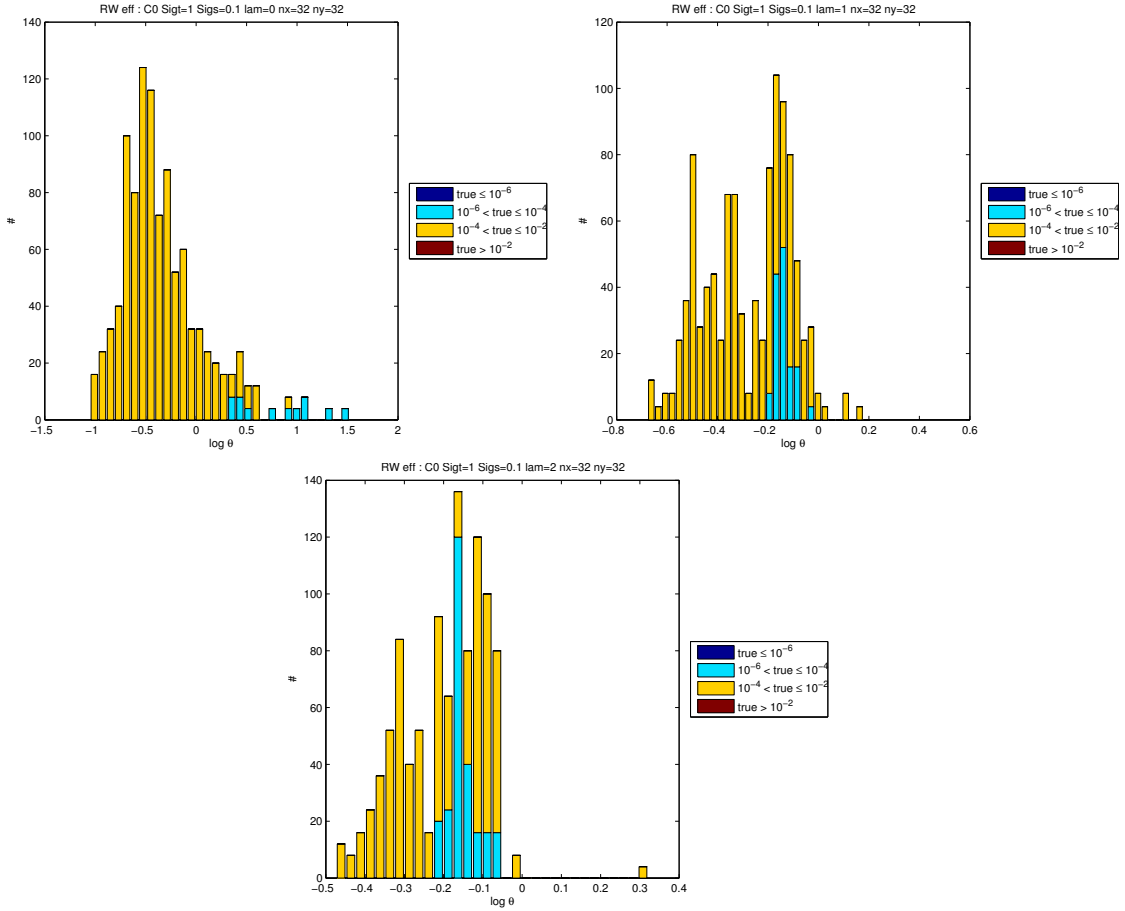 RW eff : C0 Sigt=1 Sigs=0.1 lam=0 nx=32 ny=32
140
120
100
80
60
40
20
0
#
−1.5 −1 −0.5 0 0.5 1 1.5 2
log θ
true ≤ 10⁻⁶
10⁻⁶ < true ≤ 10⁻⁴
10⁻⁴ < true ≤ 10⁻²
true > 10⁻²
RW eff : C0 Sigt=1 Sigs=0.1 lam=1 nx=32 ny=32
120
100
80
60
40
20
0
#
−0.8 −0.6 −0.4 −0.2 0 0.2 0.4 0.6
log θ
true ≤ 10⁻⁶
10⁻⁶ < true ≤ 10⁻⁴
10⁻⁴ < true ≤ 10⁻²
true > 10⁻²
RW eff : C0 Sigt=1 Sigs=0.1 lam=2 nx=32 ny=32
140
120
100
80
60
40
20
0
#
−0.5 −0.4 −0.3 −0.2 −0.1 0 0.1 0.2 0.3 0.4
log θ
true ≤ 10⁻⁶
10⁻⁶ < true ≤ 10⁻⁴
10⁻⁴ < true ≤ 10⁻²
true > 10⁻²